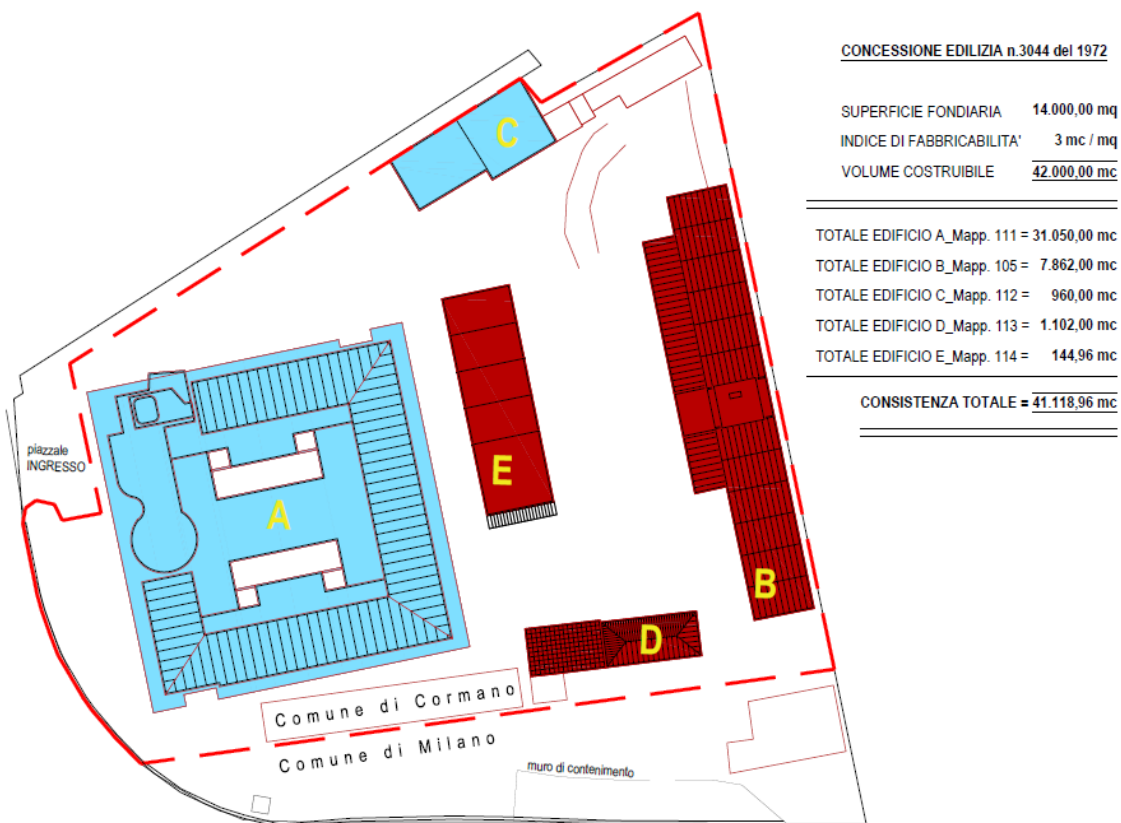 CONCESSIONE EDILIZIA n.3044 del 1972
SUPERFICIE FONDIARIA 14.000,00 mq
INDICE DI FABBRICABILITA' 3 mc / mq
VOLUME COSTRUIBILE 42.000,00 mc
TOTALE EDIFICIO A_Mapp. 111 = 31.050,00 mc
TOTALE EDIFICIO B_Mapp. 105 = 7.862,00 mc
TOTALE EDIFICIO C_Mapp. 112 = 960,00 mc
TOTALE EDIFICIO D_Mapp. 113 = 1.102,00 mc
TOTALE EDIFICIO E_Mapp. 114 = 144,96 mc
CONSISTENZA TOTALE = 41.118,96 mc
C
piazzale
INGRESSO
E
A
B
D
Comune di Cormano
Comune di Milano
muro di contenimento